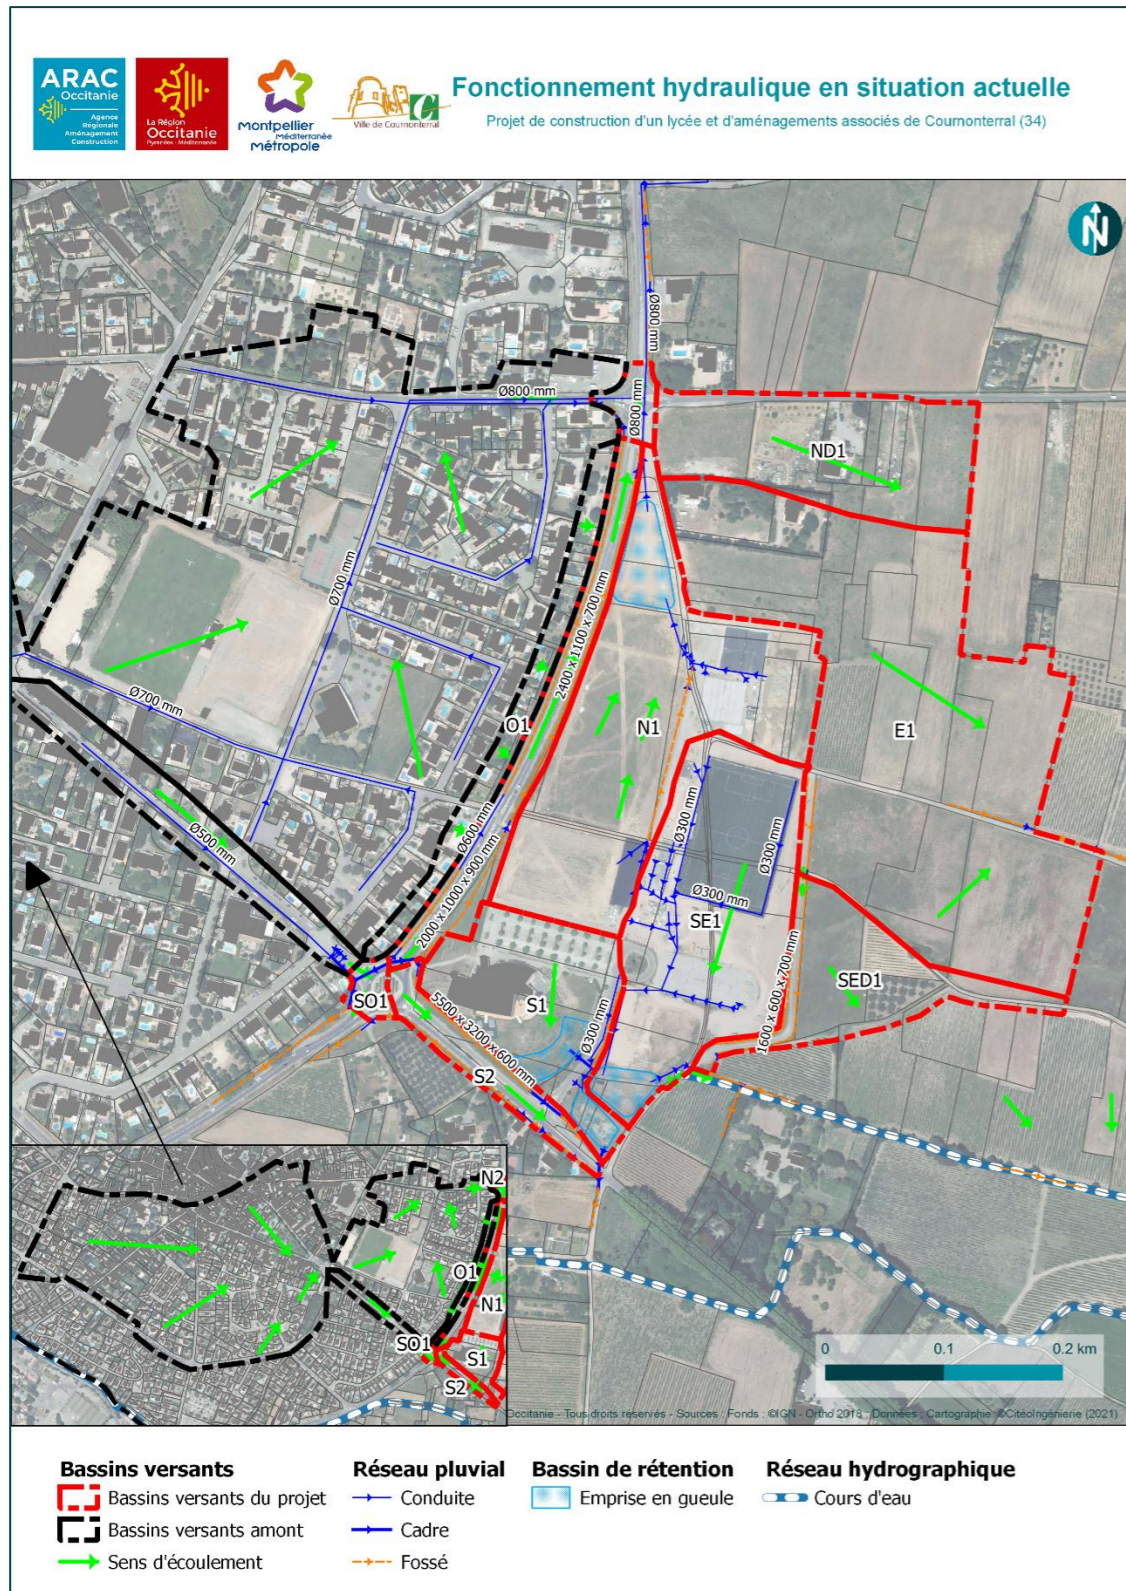 ARAC
Occitanie
Agence
Régionale
Aménagement
Construction
La Région
Occitanie
Pyrénées - Méditerranée
montpellier
méditerranée
métropole
Ville de Cournonterral
Fonctionnement hydraulique en situation actuelle
Projet de construction d'un lycée et d'aménagements associés de Cournonterral (34)
N
Ø800 mm
Ø800 mm
Ø800 mm
ND1
Ø700 mm
2400 x 1100 x 700 mm
Ø700 mm
O1
N1
E1
Ø500 mm
Ø600 mm
2000 x 1000 x 900 mm
Ø300 mm
Ø300 mm
Ø300 mm
SE1
SED1
1600 x 600 x 700 mm
SO1
S1
5500 x 3200 x 600 mm
Ø300 mm
S2
N2
O1
N1
SO1
S1
S2
0 0.1 0.2 km
Occitanie - Tous droits réservés - Sources : Fonds : ©IGN - Ortho 2018 ; Données ; Cartographie ©CitéoIngénierie (2021)
Bassins versants
Bassins versants du projet
Bassins versants amont
Sens d'écoulement
Réseau pluvial
Conduite
Cadre
Fossé
Bassin de rétention
Emprise en gueule
Réseau hydrographique
Cours d'eau